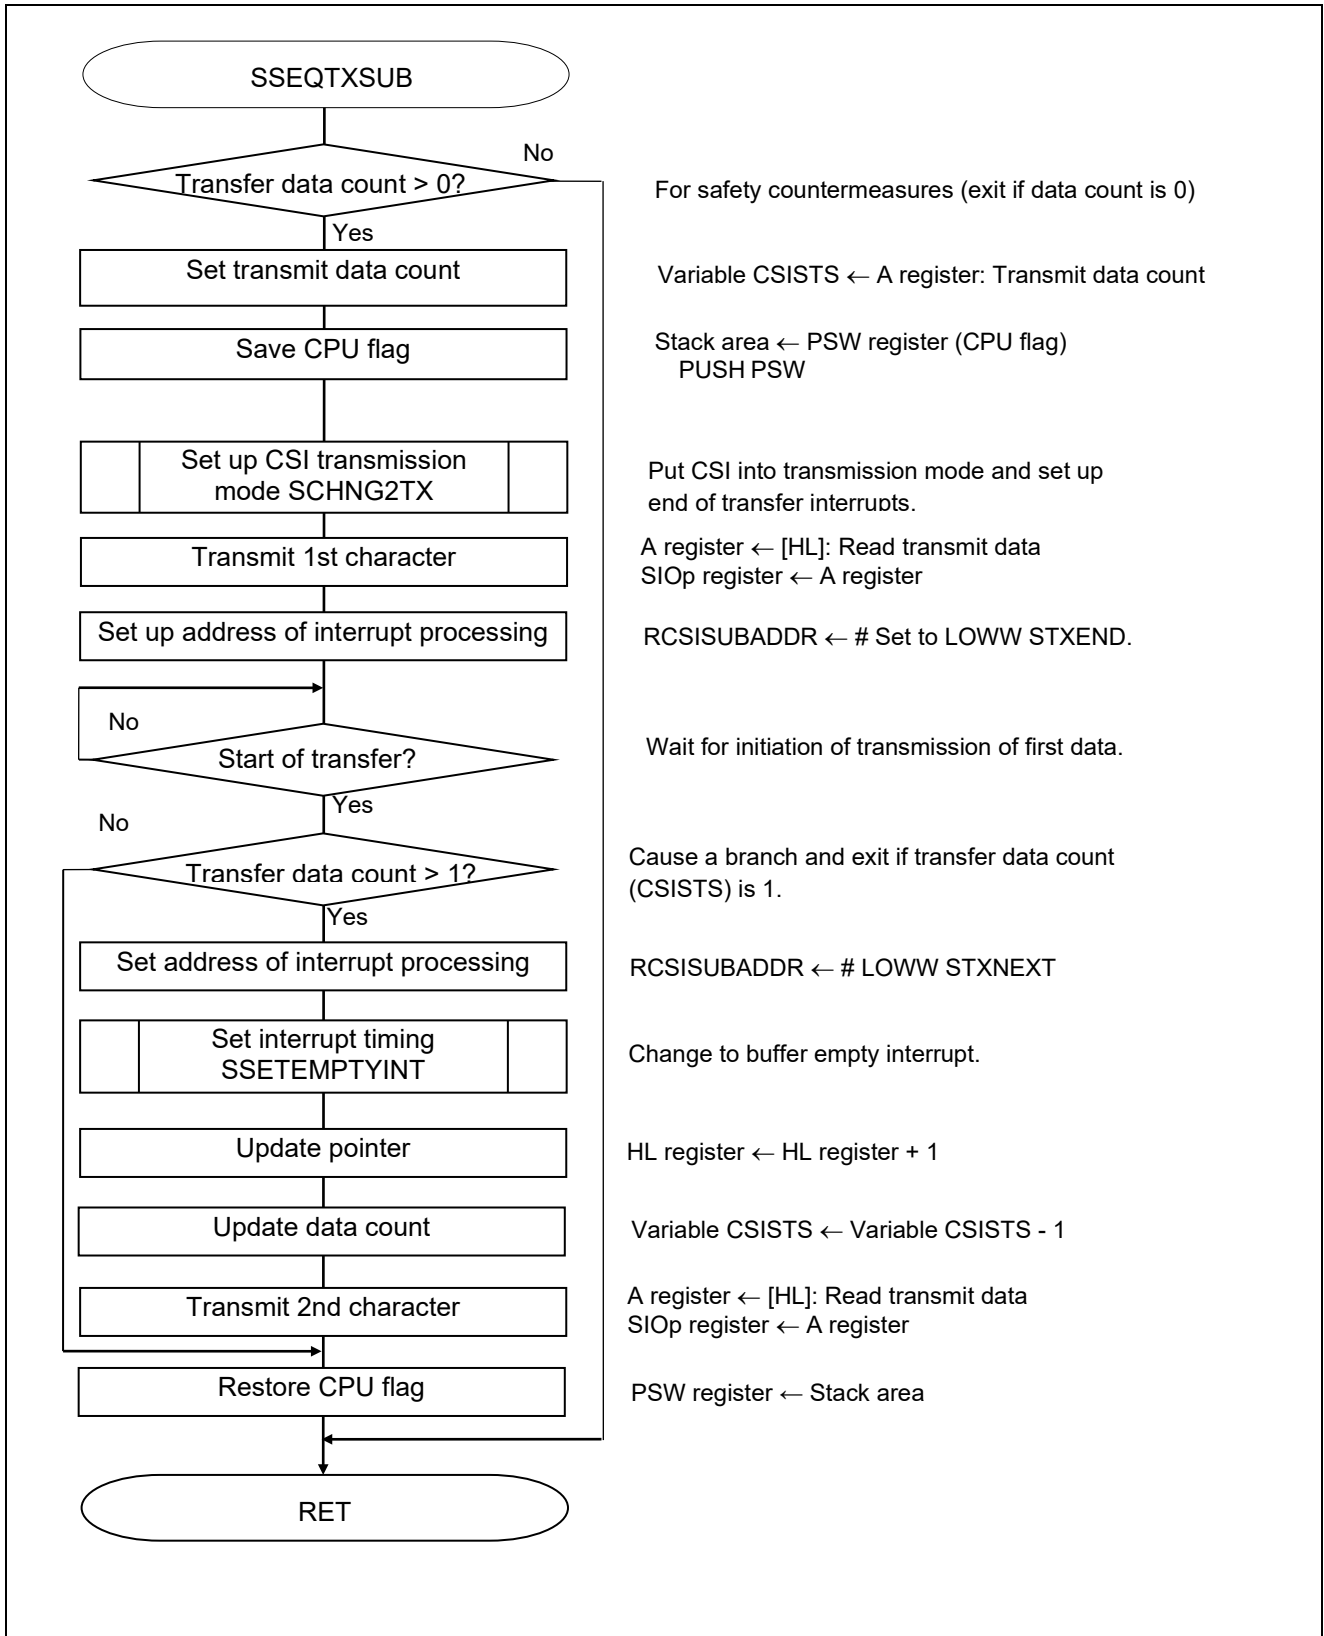 SSEQTXSUB
No
Transfer data count > 0?
For safety countermeasures (exit if data count is 0)
Yes
Set transmit data count
Variable CSISTS ← A register: Transmit data count
Save CPU flag
Stack area ← PSW register (CPU flag)
PUSH PSW
Set up CSI transmission
mode SCHNG2TX
Put CSI into transmission mode and set up
end of transfer interrupts.
Transmit 1st character
A register ← [HL]: Read transmit data
SIOp register ← A register
Set up address of interrupt processing
RCSISUBADDR ← # Set to LOWW STXEND.
No
Start of transfer?
Wait for initiation of transmission of first data.
Yes
No
Transfer data count > 1?
Cause a branch and exit if transfer data count
(CSISTS) is 1.
Yes
Set address of interrupt processing
RCSISUBADDR ← # LOWW STXNEXT
Set interrupt timing
SSETEMPTYINT
Change to buffer empty interrupt.
Update pointer
HL register ← HL register + 1
Update data count
Variable CSISTS ← Variable CSISTS - 1
Transmit 2nd character
A register ← [HL]: Read transmit data
SIOp register ← A register
Restore CPU flag
PSW register ← Stack area
RET